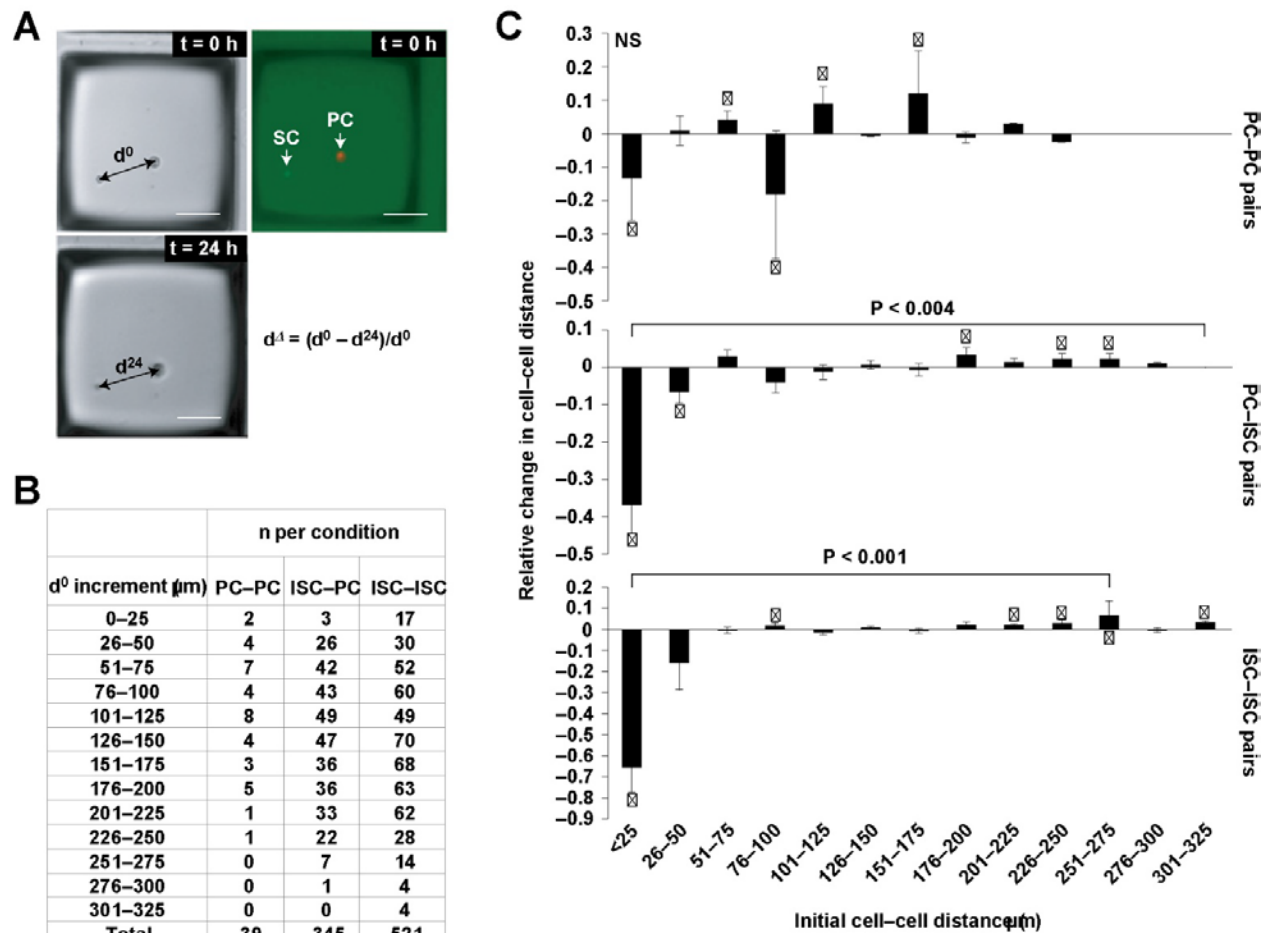 A
t = 0 h
t = 0 h
d⁰
SC
PC
t = 24 h
d²⁴
dᐞ = (d⁰ – d²⁴)/d⁰
B
n per condition
d⁰ increment µm) PC–PC ISC–PC ISC–ISC
0–25 2 3 17
26–50 4 26 30
51–75 7 42 52
76–100 4 43 60
101–125 8 49 49
126–150 4 47 70
151–175 3 36 68
176–200 5 36 63
201–225 1 33 62
226–250 1 22 28
251–275 0 7 14
276–300 0 1 4
301–325 0 0 4
Total 39 345 521
C
Relative change in cell–cell distance
NS
0.3
0.2
0.1
0
–0.1
–0.2
–0.3
–0.4
–0.5
PC–PC pairs
P < 0.004
0.1
0
–0.1
–0.2
–0.3
–0.4
–0.5
PC–ISC pairs
P < 0.001
0.2
0.1
0
–0.1
–0.2
–0.3
–0.4
–0.5
–0.6
–0.7
–0.8
–0.9
ISC–ISC pairs
<25 26–50 51–75 76–100 101–125 126–150 151–175 176–200 201–225 226–250 251–275 276–300 301–325
Initial cell–cell distance µm)